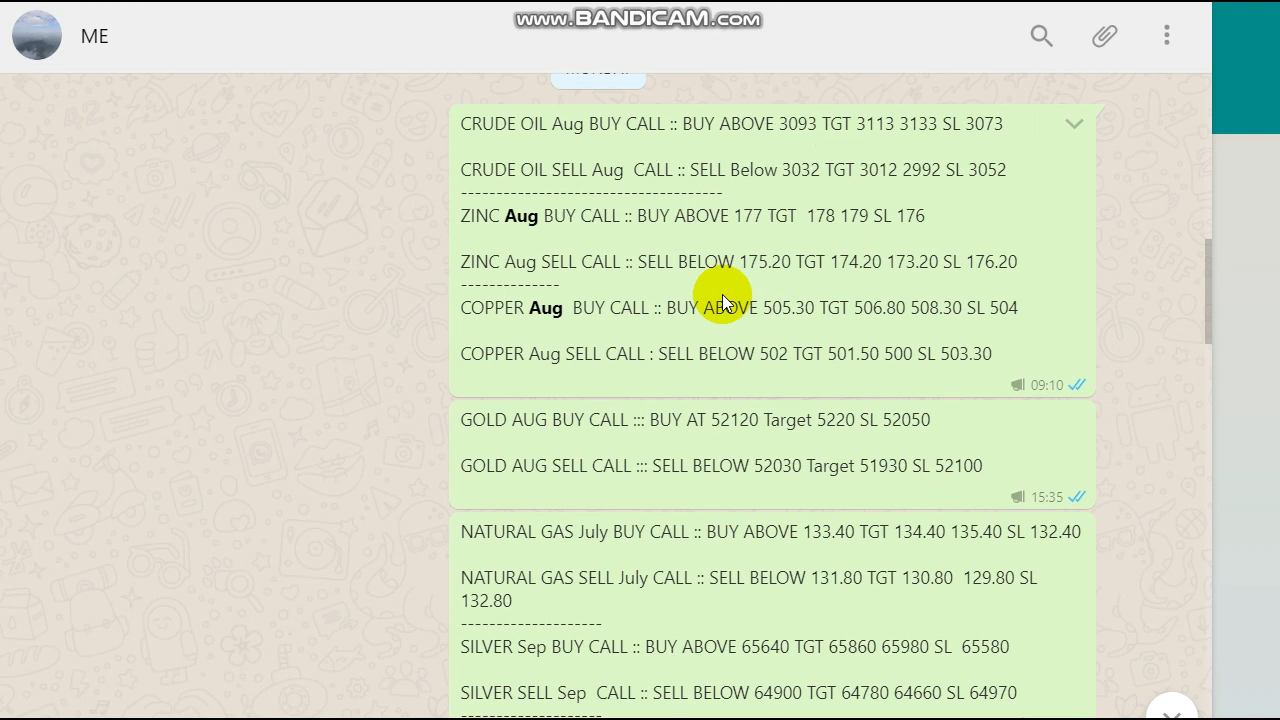 www.BANDICAM.com
ME
CRUDE OIL Aug BUY CALL :: BUY ABOVE 3093 TGT 3113 3133 SL 3073
CRUDE OIL SELL Aug  CALL :: SELL Below 3032 TGT 3012 2992 SL 3052
-------------------------------------
ZINC Aug BUY CALL :: BUY ABOVE 177 TGT  178 179 SL 176
ZINC Aug SELL CALL :: SELL BELOW 175.20 TGT 174.20 173.20 SL 176.20
--------------
COPPER Aug  BUY CALL :: BUY ABOVE 505.30 TGT 506.80 508.30 SL 504
COPPER Aug SELL CALL : SELL BELOW 502 TGT 501.50 500 SL 503.30
09:10
GOLD AUG BUY CALL ::: BUY AT 52120 Target 5220 SL 52050
GOLD AUG SELL CALL ::: SELL BELOW 52030 Target 51930 SL 52100
15:35
NATURAL GAS July BUY CALL :: BUY ABOVE 133.40 TGT 134.40 135.40 SL 132.40
NATURAL GAS SELL July CALL :: SELL BELOW 131.80 TGT 130.80  129.80 SL
132.80
--------------------
SILVER Sep BUY CALL :: BUY ABOVE 65640 TGT 65860 65980 SL  65580
SILVER SELL Sep  CALL :: SELL BELOW 64900 TGT 64780 64660 SL 64970
--------------------